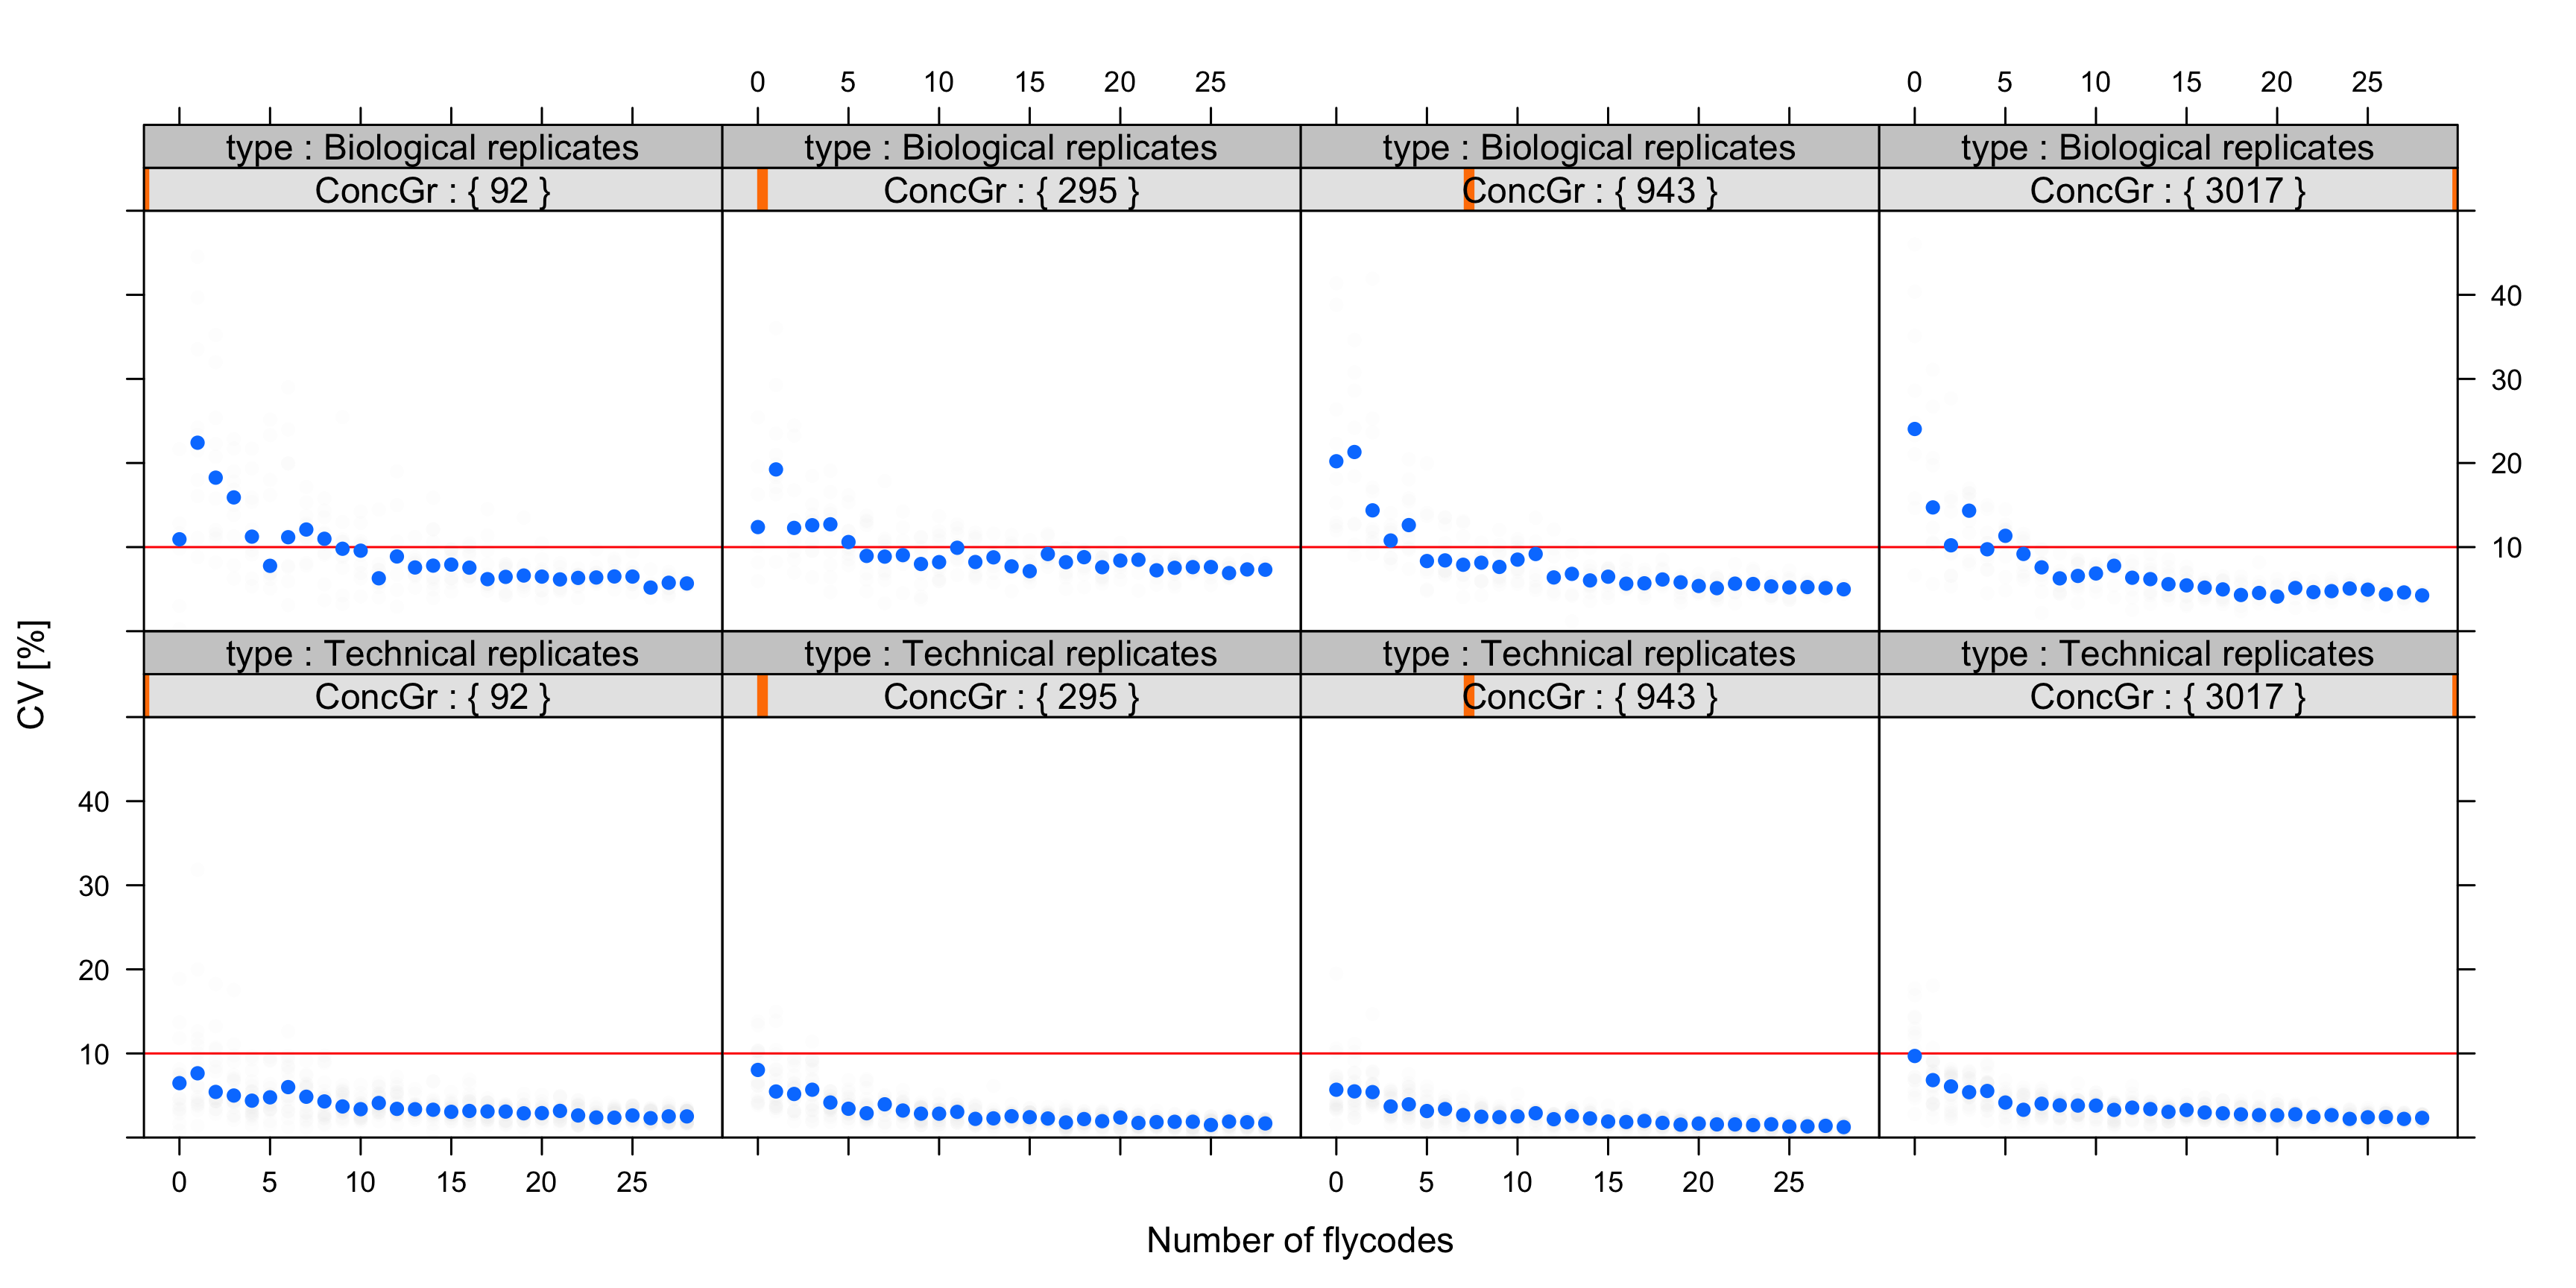 0 5 10 15 20 25 0 5 10 15 20 25
type : Biological replicates type : Biological replicates type : Biological replicates type : Biological replicates
ConcGr : { 92 } ConcGr : { 295 } ConcGr : { 943 } ConcGr : { 3017 }
40
30
20
10
type : Technical replicates type : Technical replicates type : Technical replicates type : Technical replicates
ConcGr : { 92 } ConcGr : { 295 } ConcGr : { 943 } ConcGr : { 3017 }
CV [%]
40
30
20
10
0 5 10 15 20 25 0 5 10 15 20 25
Number of flycodes